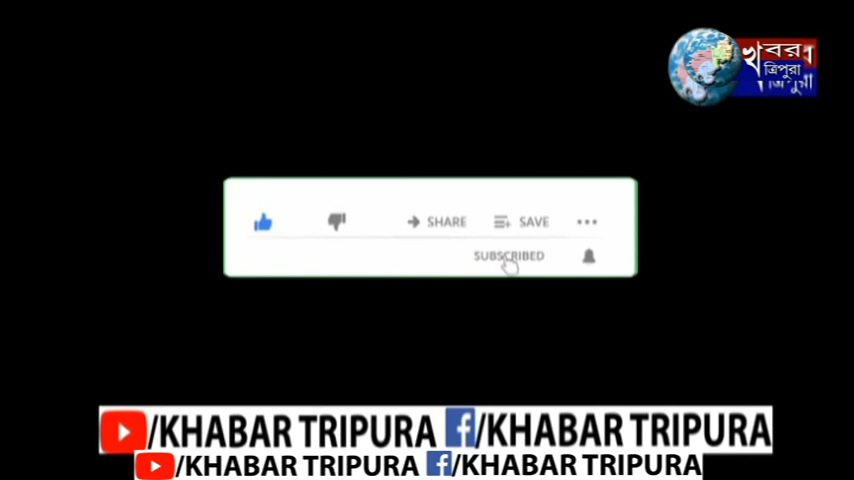 খবর
ত্রিপুরা
SHARE SAVE
SUBSCRIBED
/KHABAR TRIPURA /KHABAR TRIPURA
/KHABAR TRIPURA /KHABAR TRIPURA